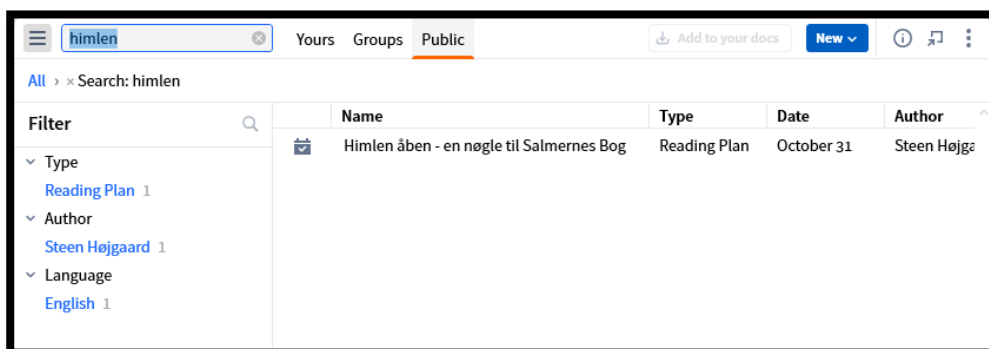 himlen Yours Groups Public Add to your docs New
All › × Search: himlen
Filter
Type
Reading Plan 1
Author
Steen Højgaard 1
Language
English 1
Name Type Date Author
Himlen åben - en nøgle til Salmernes Bog Reading Plan October 31 Steen Højga